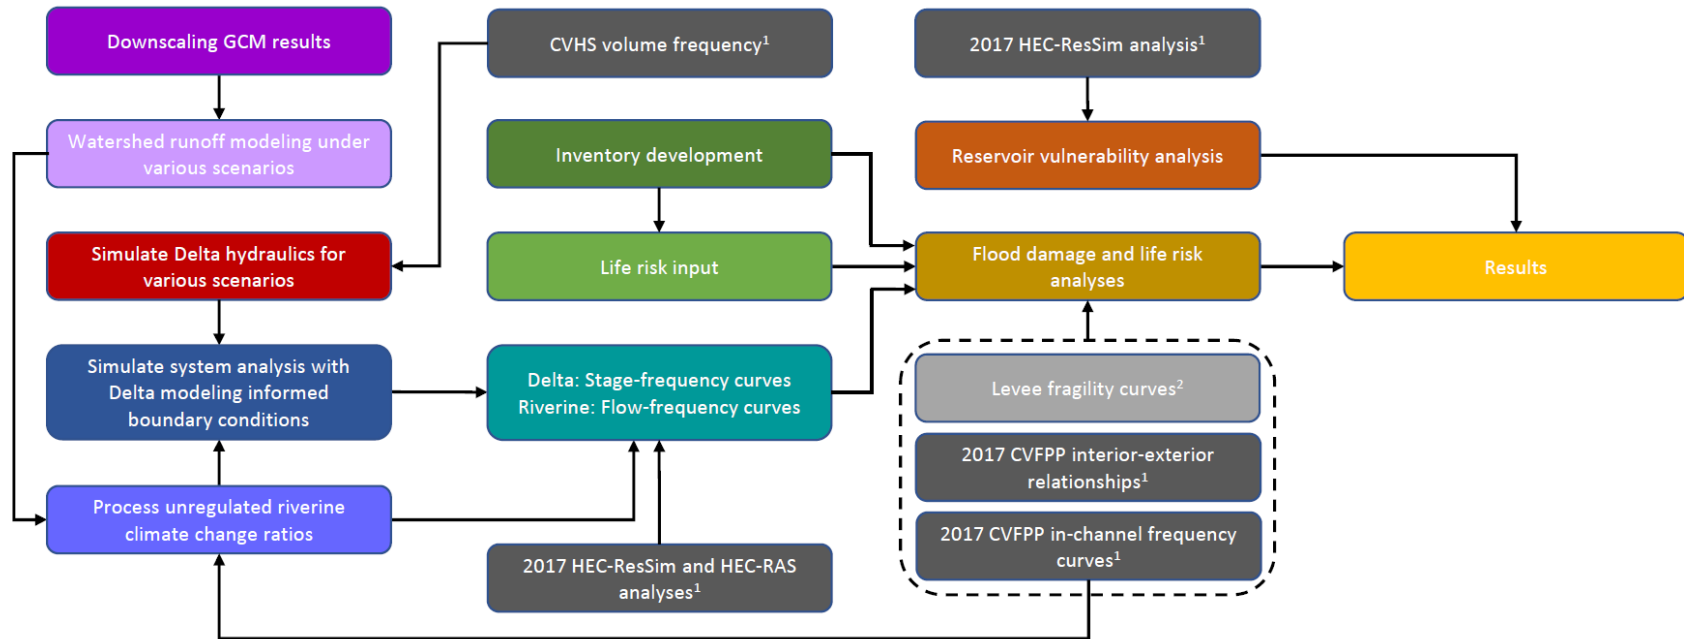 Downscaling GCM results
CVHS volume frequency¹
2017 HEC-ResSim analysis¹
Watershed runoff modeling under
various scenarios
Inventory development
Reservoir vulnerability analysis
Simulate Delta hydraulics for
various scenarios
Life risk input
Flood damage and life risk
analyses
Results
Simulate system analysis with
Delta modeling informed
boundary conditions
Delta: Stage-frequency curves
Riverine: Flow-frequency curves
Levee fragility curves²
2017 CVFPP interior-exterior
relationships¹
Process unregulated riverine
climate change ratios
2017 HEC-ResSim and HEC-RAS
analyses¹
2017 CVFPP in-channel frequency
curves¹